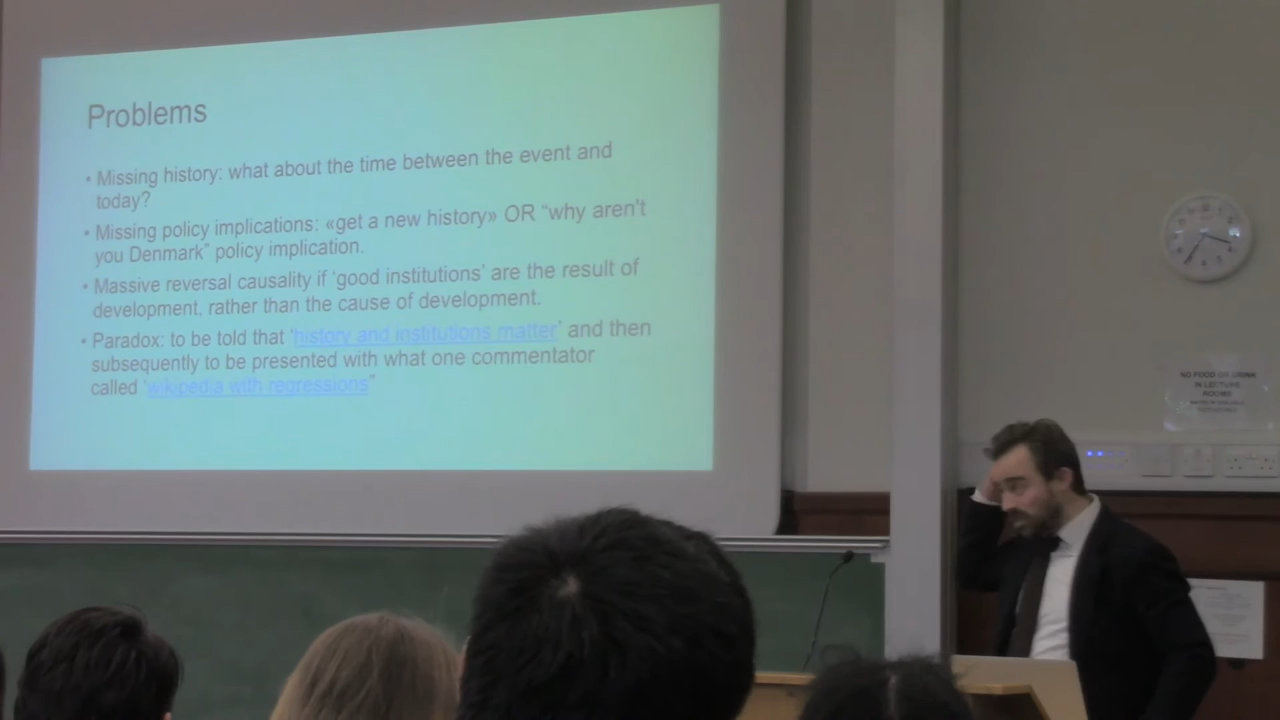 Problems
• Missing history: what about the time between the event and
today?
• Missing policy implications: «get a new history» OR “why aren't
you Denmark” policy implication.
• Massive reversal causality if ‘good institutions’ are the result of
development, rather than the cause of development.
• Paradox: to be told that ‘history and institutions matter’ and then
subsequently to be presented with what one commentator
called ‘wikipedia with regressions”
NO FOOD OR DRINK
IN LECTURE
ROOMS